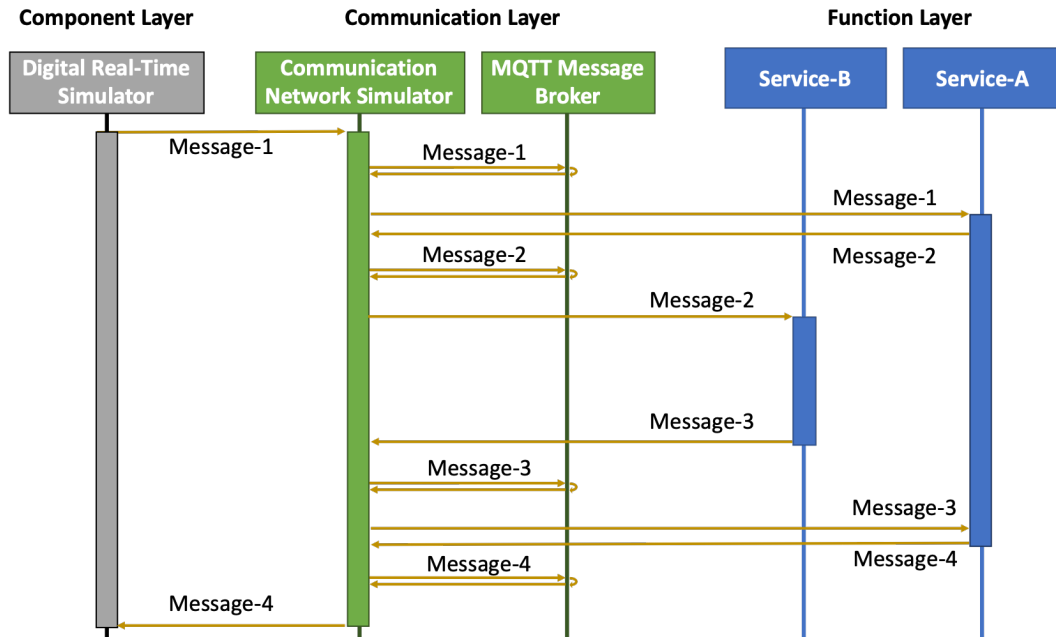 Component Layer
Communication Layer
Function Layer
Digital Real-Time
Simulator
Communication
Network Simulator
MQTT Message
Broker
Service-B
Service-A
Message-1
Message-1
Message-1
Message-2
Message-2
Message-2
Message-3
Message-3
Message-3
Message-4
Message-4
Message-4